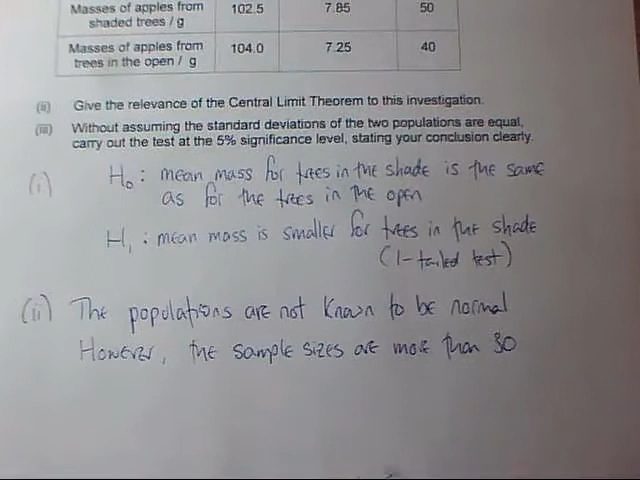 Masses of apples from 102.5 7.85 50
shaded trees / g
Masses of apples from 104.0 7.25 40
trees in the open / g
(ii) Give the relevance of the Central Limit Theorem to this investigation.
(iii) Without assuming the standard deviations of the two populations are equal,
carry out the test at the 5% significance level, stating your conclusion clearly.
(i) H₀ : mean mass for trees in the shade is the same
as for the trees in the open
H₁ : mean mass is smaller for trees in the shade
(1-tailed test)
(ii) The populations are not known to be normal
However, the sample sizes are more than 30